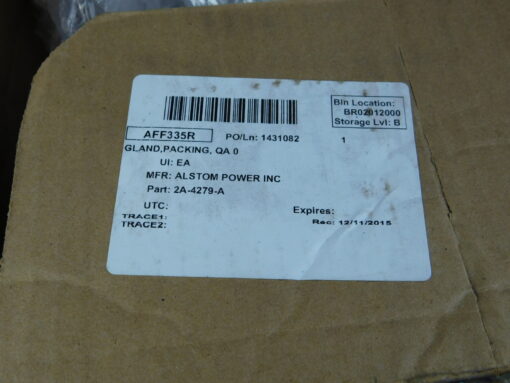 Bin Location:
BR02012000
Storage Lvl: B
AFF335R PO/Ln: 1431082 1
GLAND,PACKING, QA 0
UI: EA
MFR: ALSTOM POWER INC
Part: 2A-4279-A
UTC: Expires:
TRACE1: Rec: 12/11/2015
TRACE2: